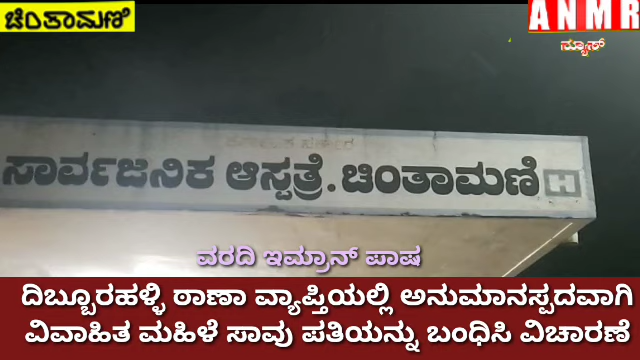 ಚಿಂತಾಮಣಿ
ANMR
ನ್ಯೂಸ್
ಸಾರ್ವಜನಿಕ ಆಸ್ಪತ್ರೆ. ಚಿಂತಾಮಣಿ
ವರದಿ ಇಮ್ರಾನ್ ಪಾಷ
ದಿಬ್ಬೂರಹಳ್ಳಿ ಠಾಣಾ ವ್ಯಾಪ್ತಿಯಲ್ಲಿ ಅನುಮಾನಸ್ಪದವಾಗಿ
ವಿವಾಹಿತ ಮಹಿಳೆ ಸಾವು ಪತಿಯನ್ನು ಬಂಧಿಸಿ ವಿಚಾರಣೆ